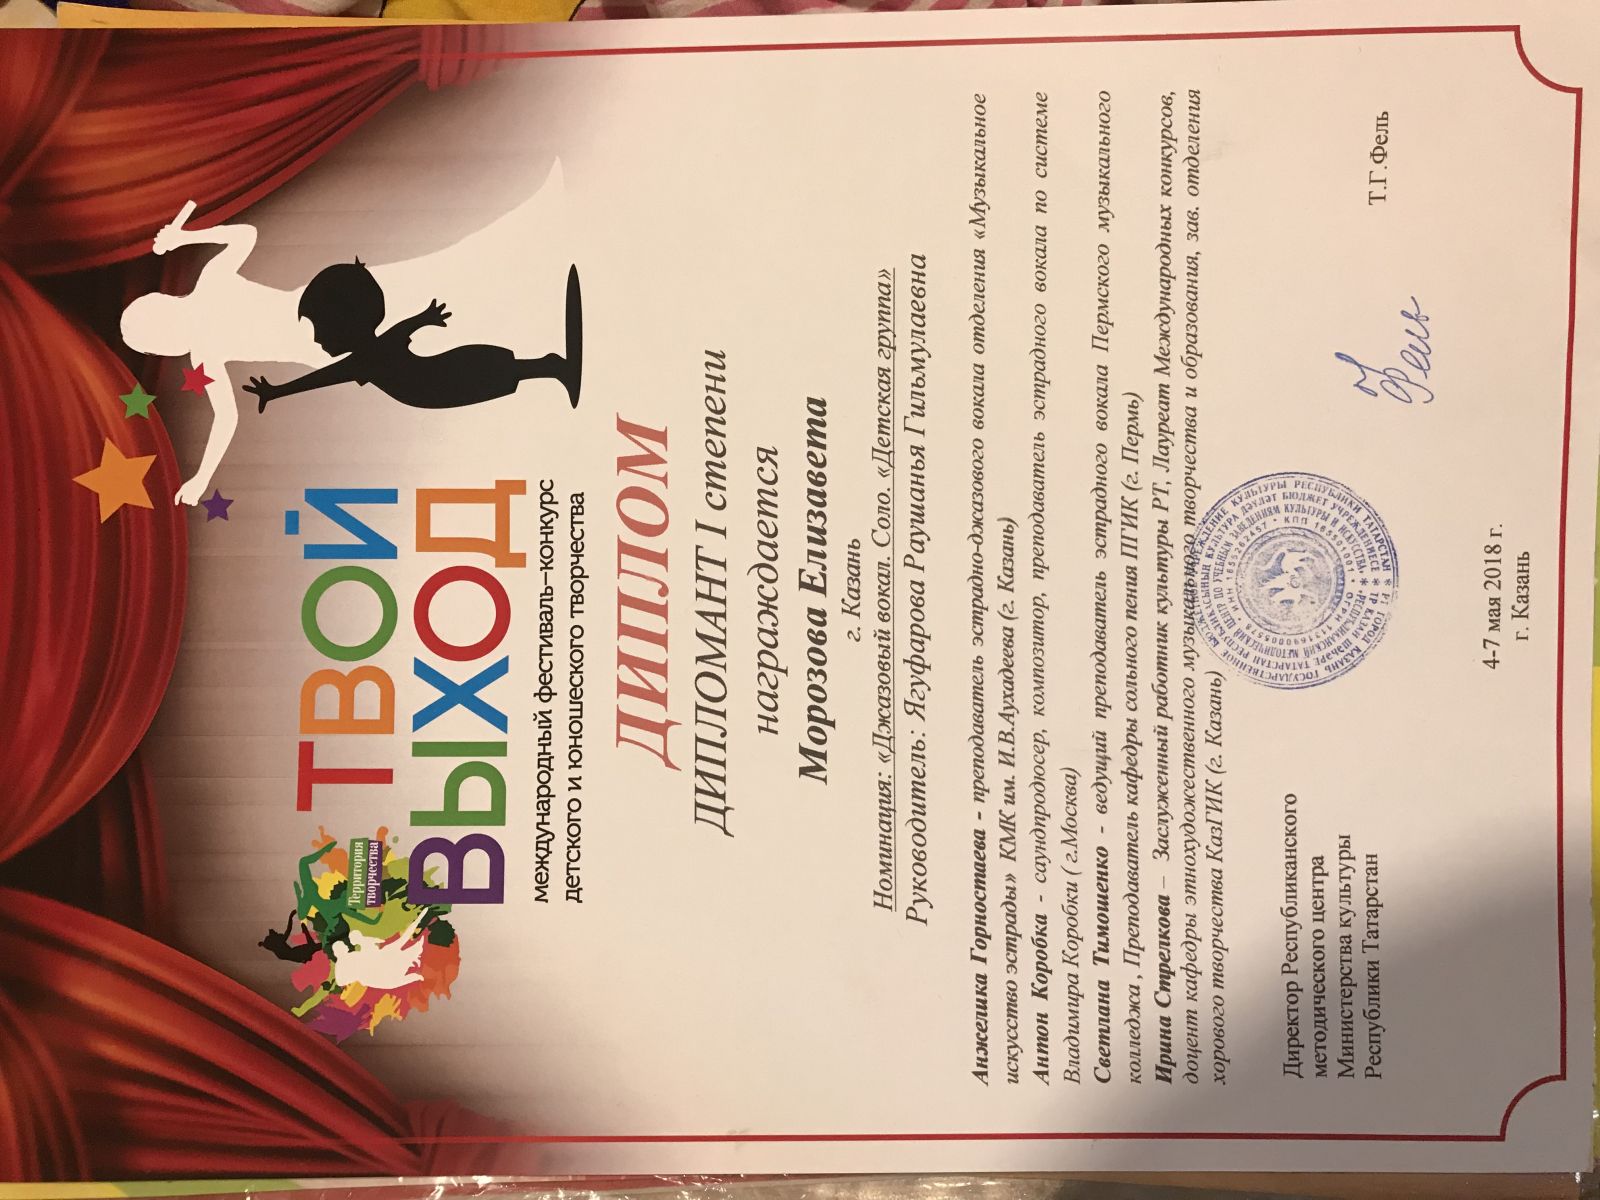 Территория
творчества
ТВОЙ
ВЫХОД
международный фестиваль-конкурс
детского и юношеского творчества
ДИПЛОМ
ДИПЛОМАНТ I степени
награждается
Морозова Елизавета
г. Казань
Номинация: «Джазовый вокал. Соло. «Детская группа»
Руководитель: Ягуфарова Раушанья Гильмулаевна
Анжелика Горностаева - преподаватель эстрадно-джазового вокала отделения «Музыкальное
искусство эстрады» КМК им. И.В.Аухадеева (г. Казань)
Антон Коробка - саундпродюсер, композитор, преподаватель эстрадного вокала по системе
Владимира Коробки ( г.Москва)
Светлана Тимошенко - ведущий преподаватель эстрадного вокала Пермского музыкального
колледжа , Преподаватель кафедры сольного пения ПГИК (г. Пермь)
Ирина Стрелкова – Заслуженный работник культуры РТ, Лауреат Международных конкурсов,
доцент кафедры этнохудожественного музыкального творчества и образования, зав. отделения
хорового творчества КазГИК (г. Казань)
Директор Республиканского
методического центра
Министерства культуры
Республики Татарстан
Т.Г.Фель
4-7 мая 2018 г.
г. Казань